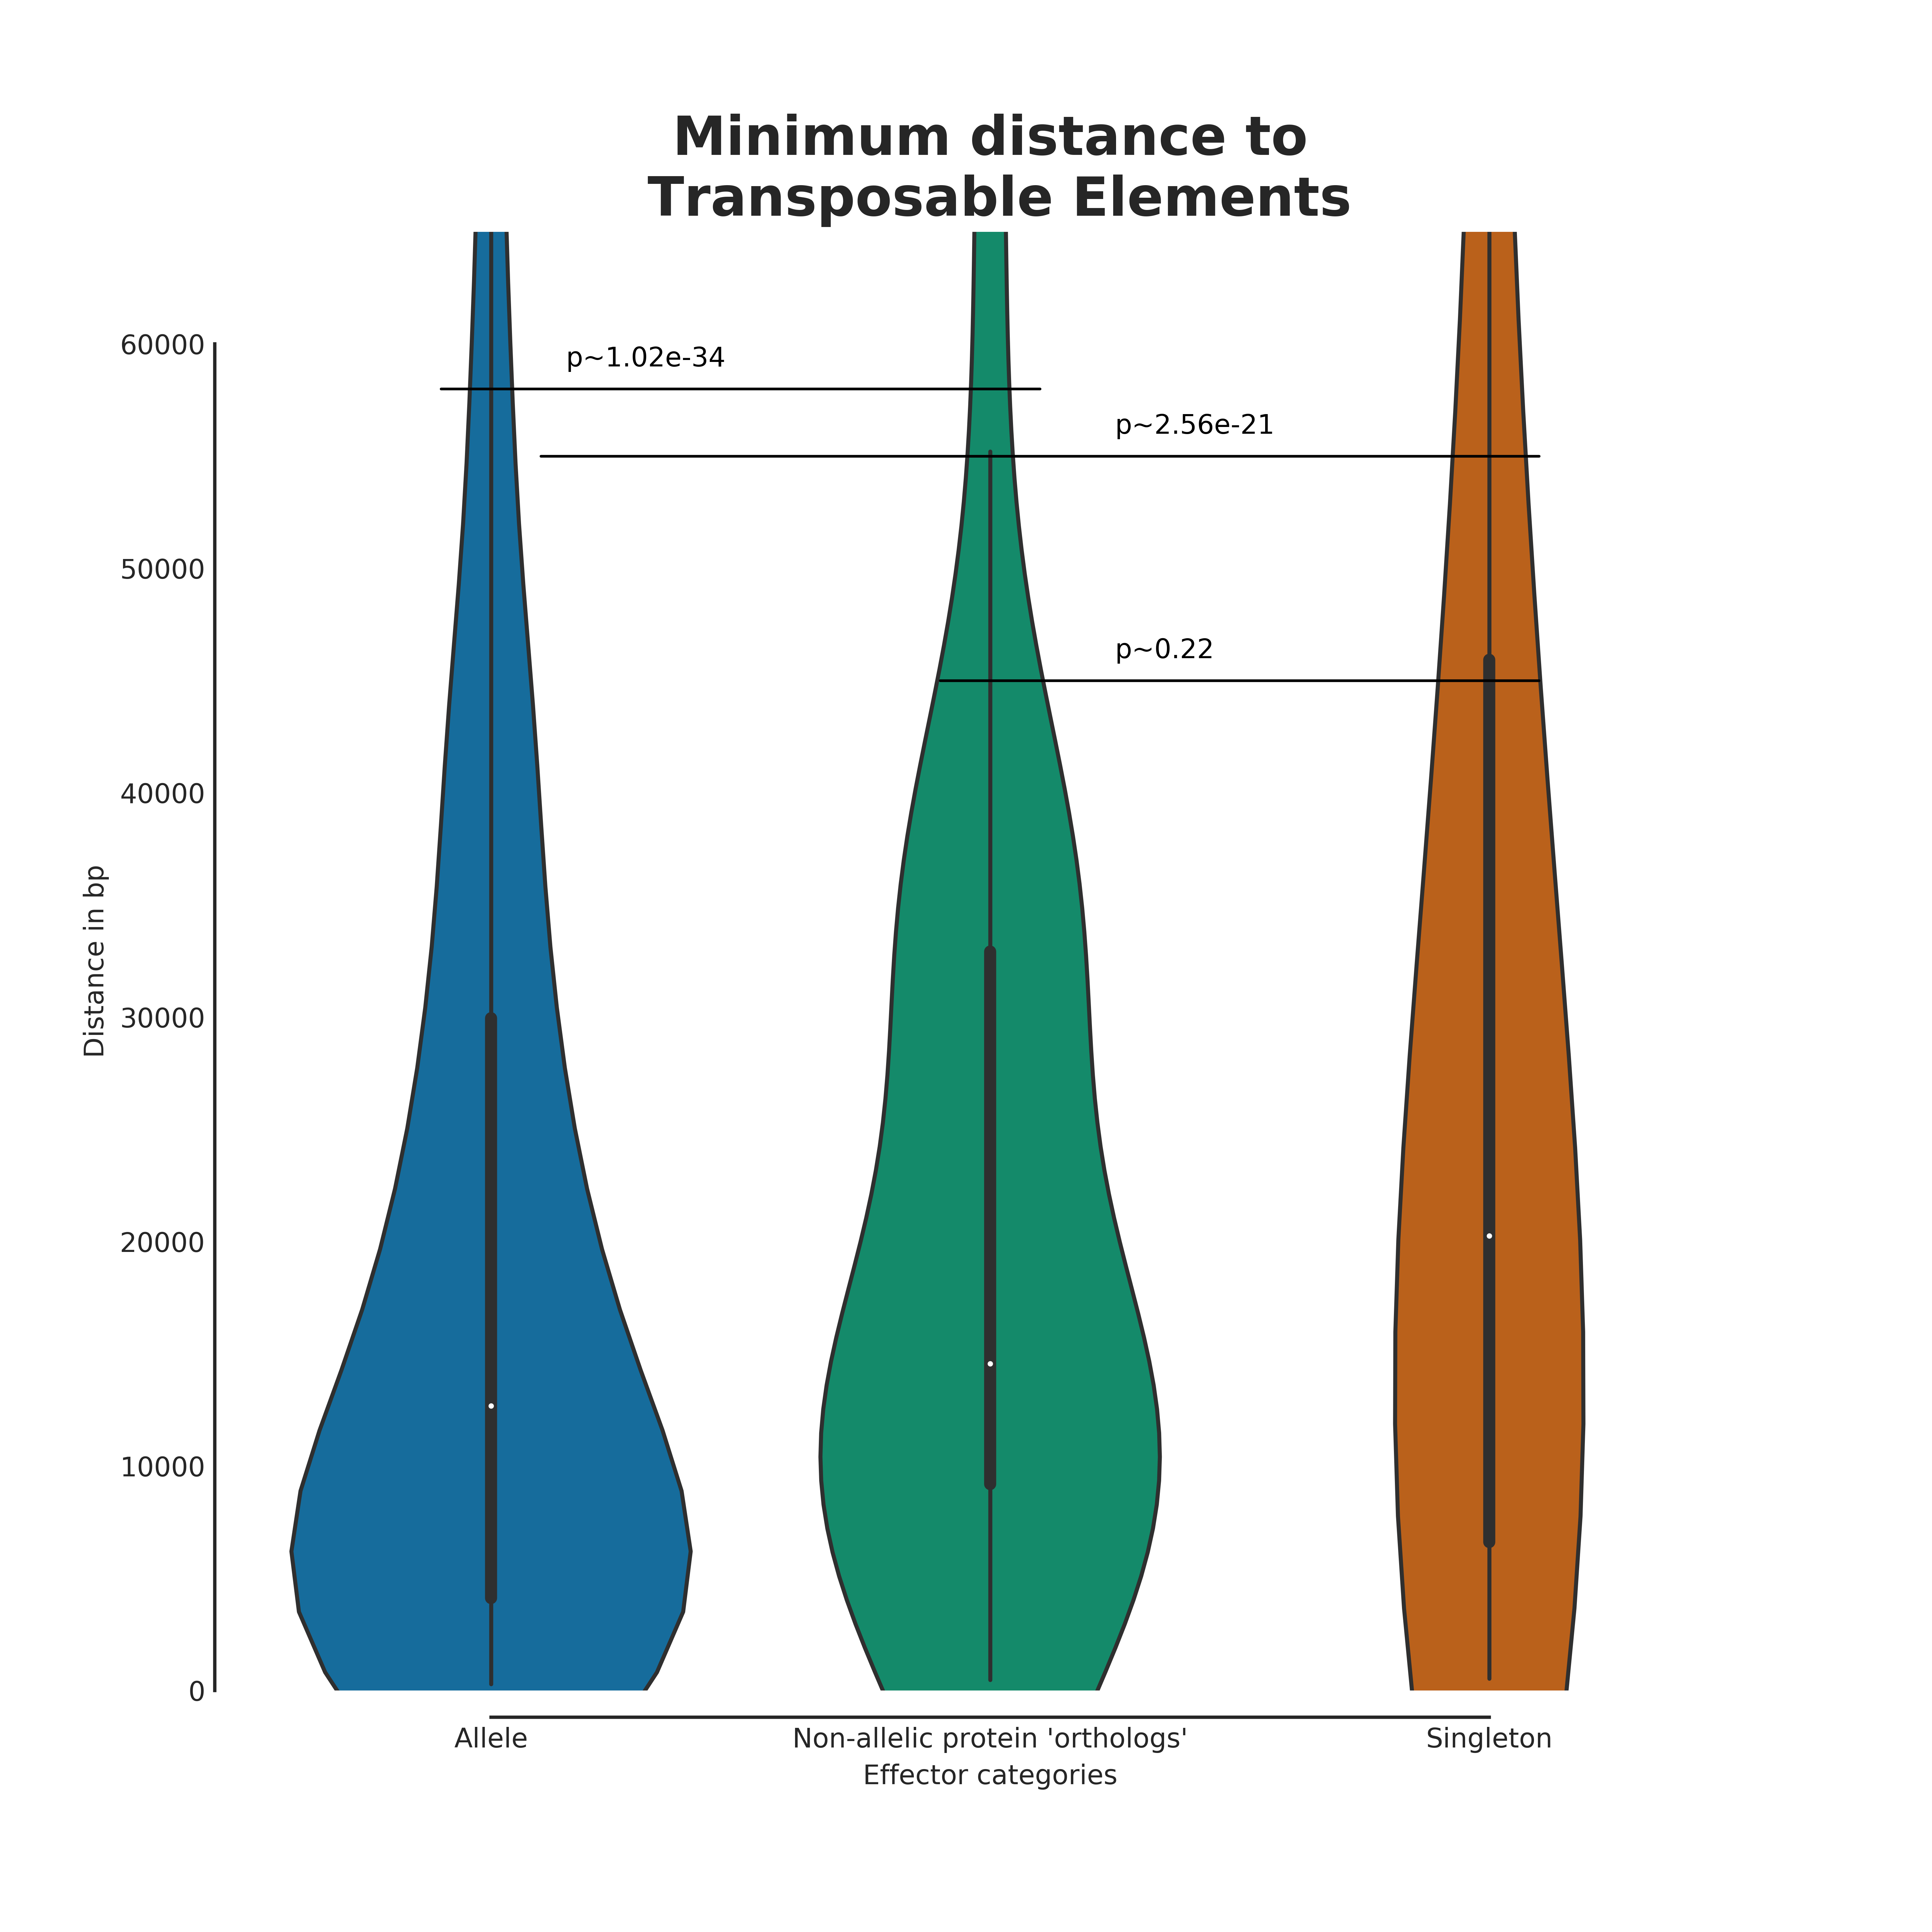 Minimum distance to
Transposable Elements
60000
p~1.02e-34
p~2.56e-21
50000
p~0.22
40000
Distance in bp
30000
20000
10000
0
Allele
Non-allelic protein 'orthologs'
Singleton
Effector categories